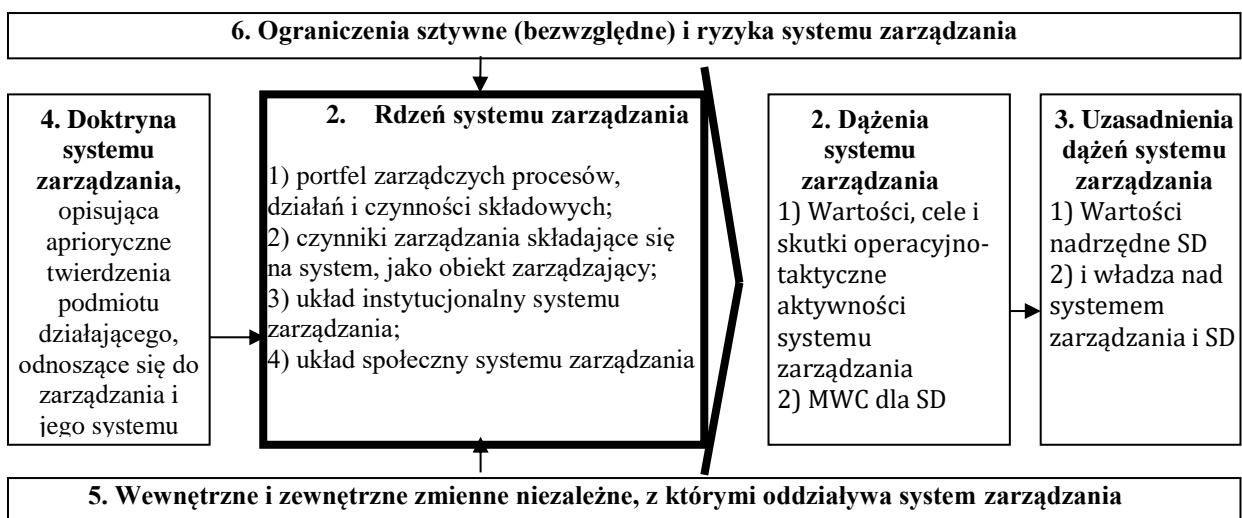 6. Ograniczenia sztywne (bezwzględne) i ryzyka systemu zarządzania
4. Doktryna
systemu
zarządzania,
opisująca
aprioryczne
twierdzenia
podmiotu
działającego,
odnoszące się do
zarządzania i
jego systemu
2. Rdzeń systemu zarządzania
1) portfel zarządczych procesów,
działań i czynności składowych;
2) czynniki zarządzania składające się
na system, jako obiekt zarządzający;
3) układ instytucjonalny systemu
zarządzania;
4) układ społeczny systemu zarządzania
2. Dążenia
systemu
zarządzania
1) Wartości, cele i
skutki operacyjno-
taktyczne
aktywności
systemu
zarządzania
2) MWC dla SD
3. Uzasadnienia
dążeń systemu
zarządzania
1) Wartości
nadrzędne SD
2) i władza nad
systemem
zarządzania i SD
5. Wewnętrzne i zewnętrzne zmienne niezależne, z którymi oddziaływa system zarządzania